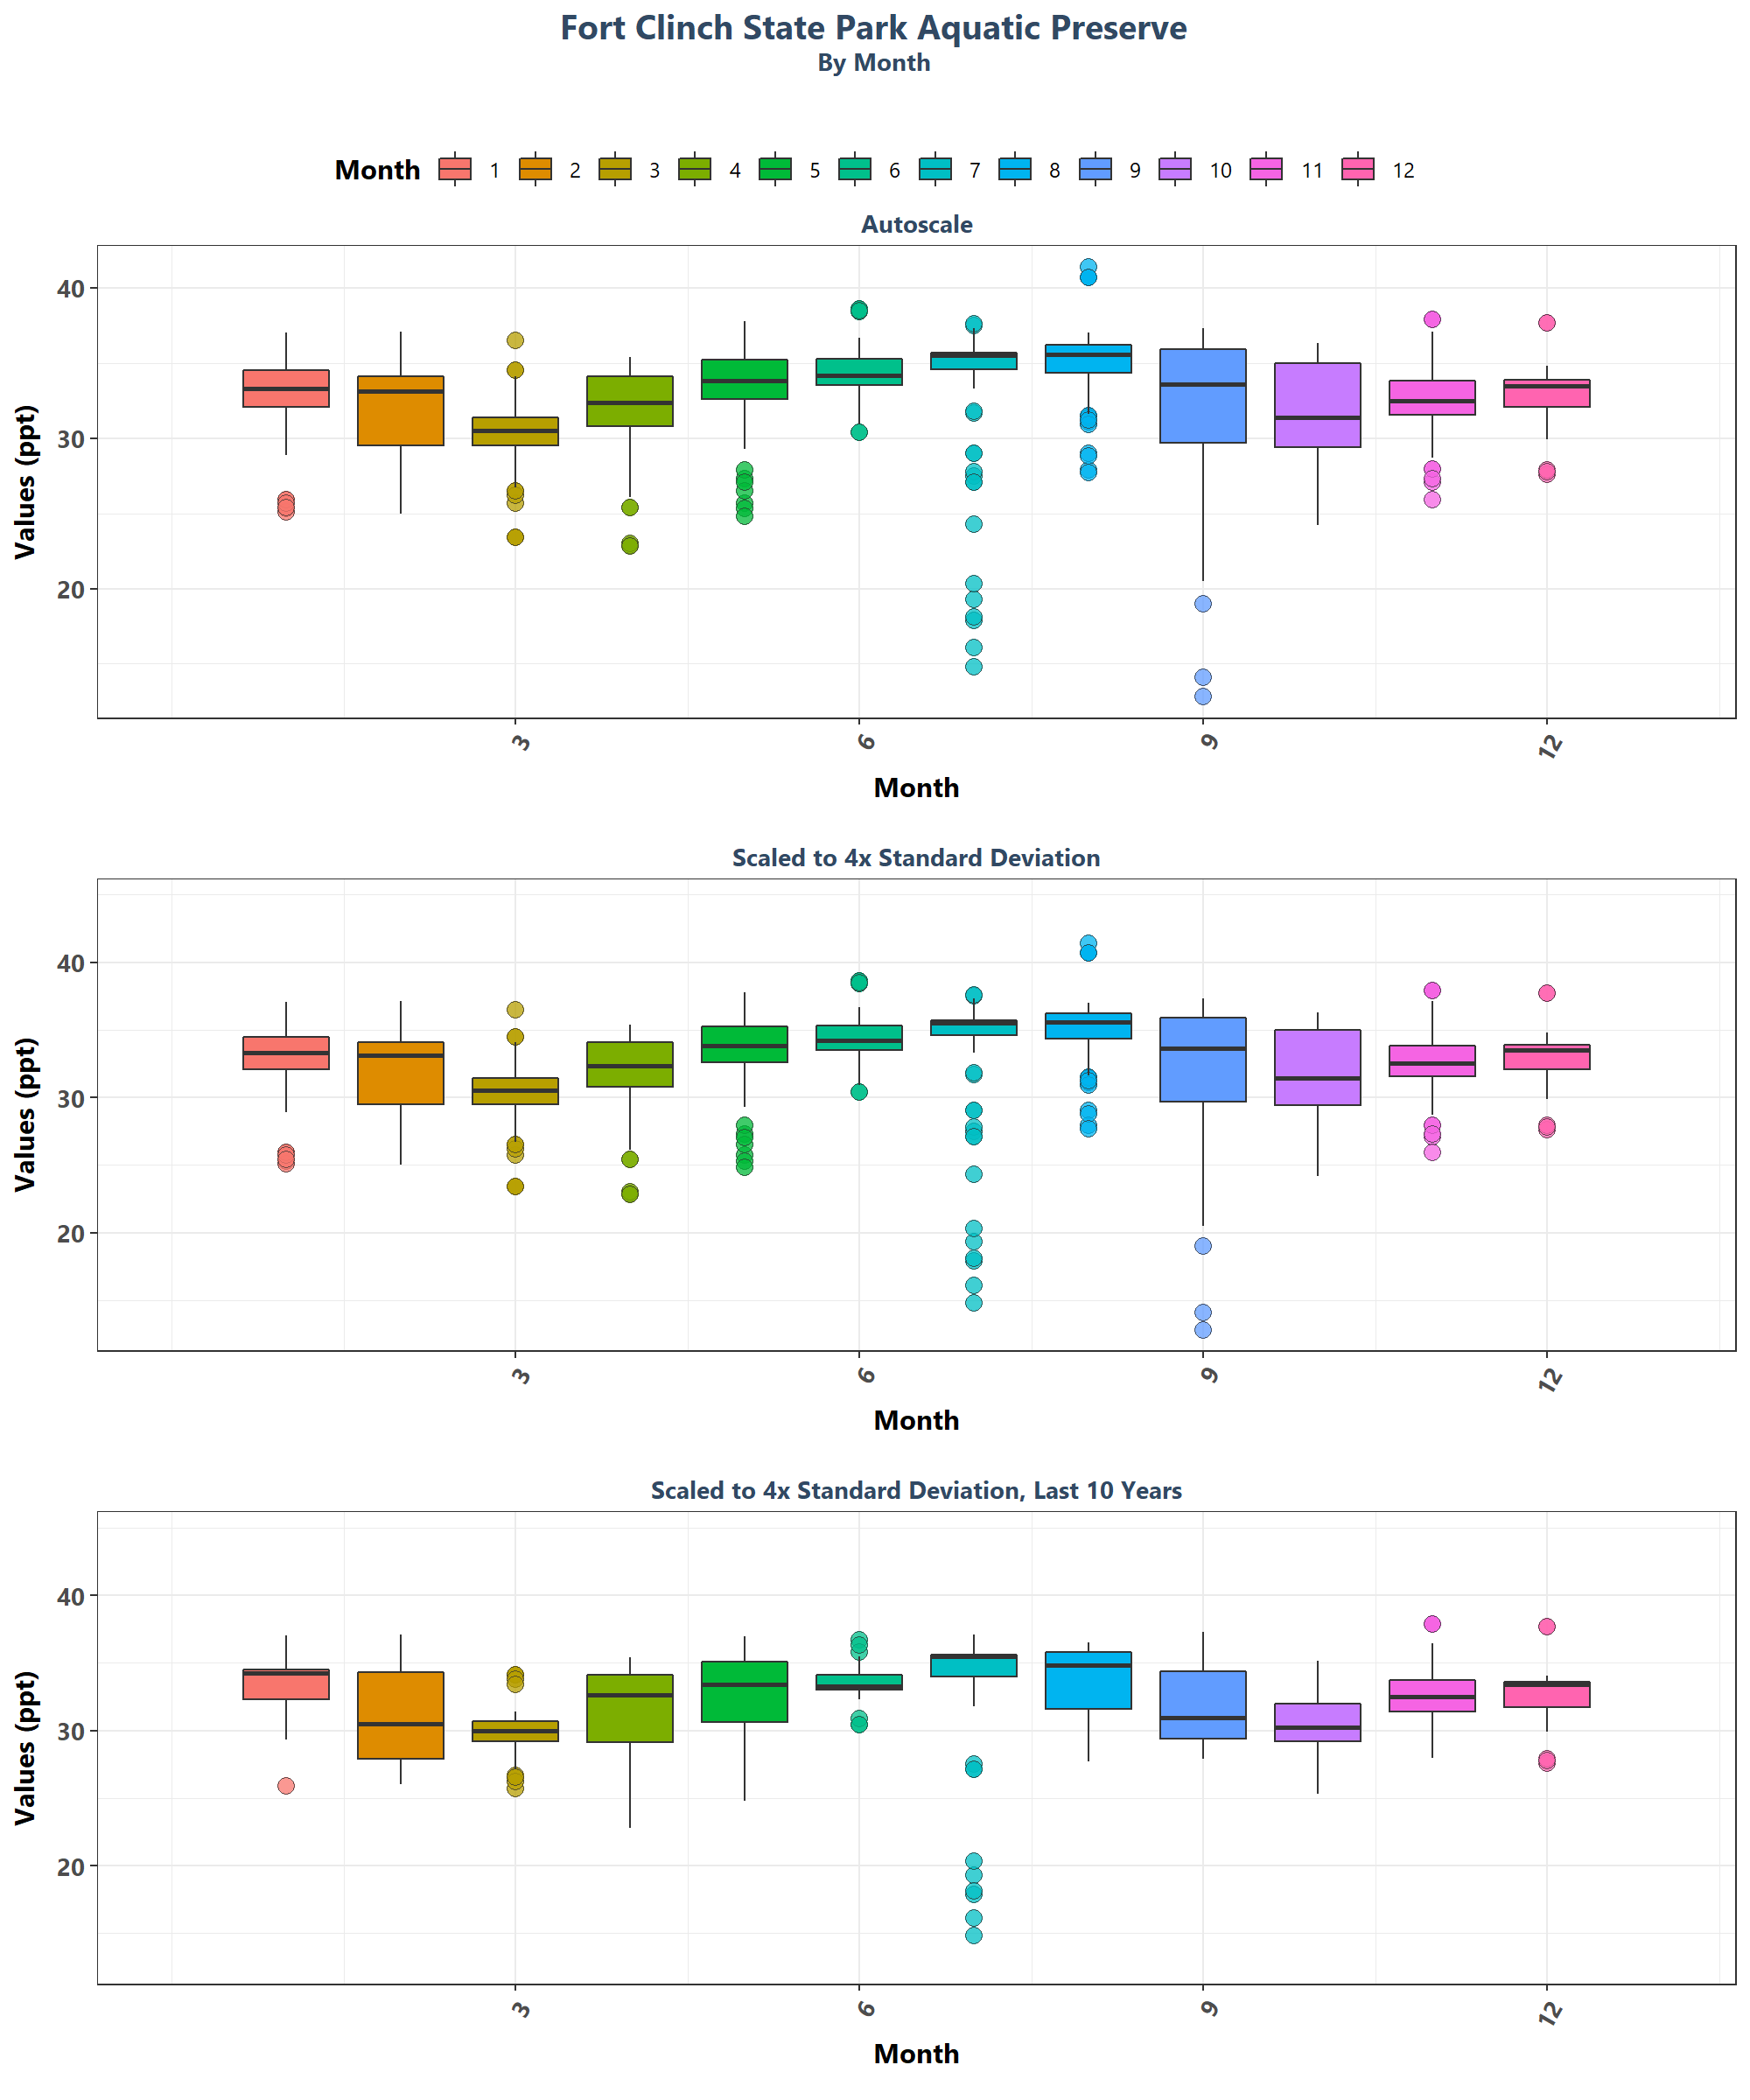 Fort Clinch State Park Aquatic Preserve
By Month
Month 1 2 3 4 5 6 7 8 9 10 11 12
Autoscale
Values (ppt)
40
30
20
3 6 9 12
Month
Scaled to 4x Standard Deviation
Values (ppt)
40
30
20
3 6 9 12
Month
Scaled to 4x Standard Deviation, Last 10 Years
Values (ppt)
40
30
20
3 6 9 12
Month